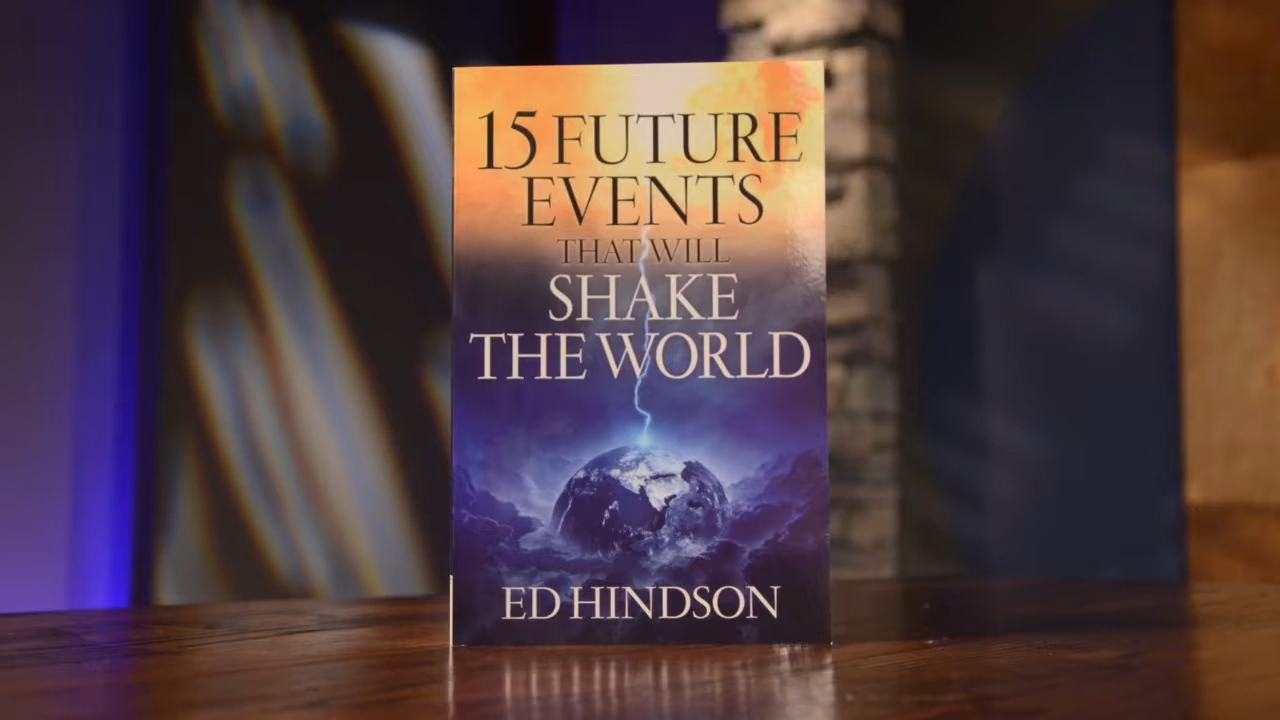 15 FUTURE
EVENTS
THAT WILL
SHAKE
THE WORLD
ED HINDSON